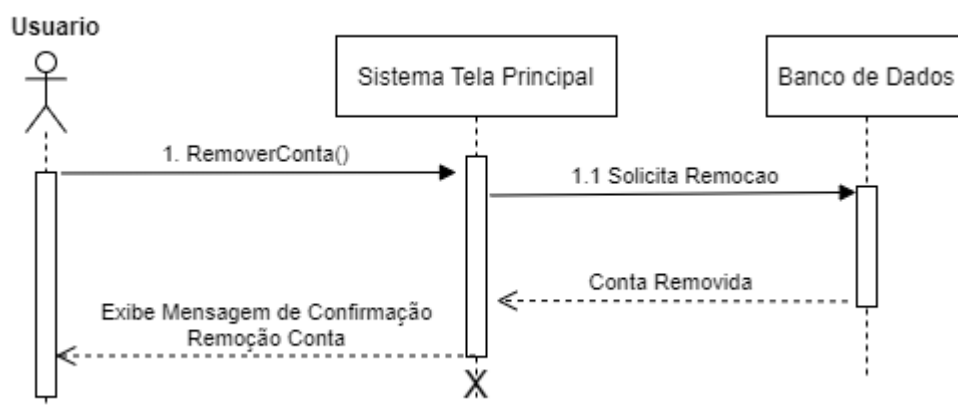 Usuario
Sistema Tela Principal
Banco de Dados
1. RemoverConta()
1.1 Solicita Remocao
Conta Removida
Exibe Mensagem de Confirmação
Remoção Conta
X